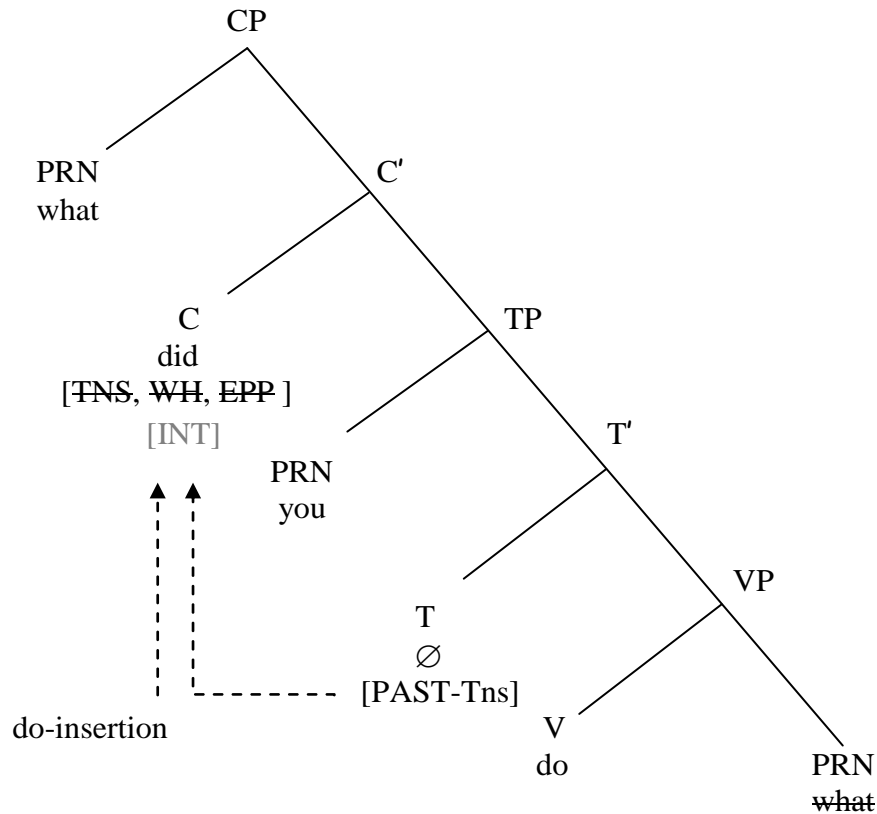 CP
PRN
what
C′
C
did
[TNS, WH, EPP ]
[INT]
TP
PRN
you
T′
T
∅
[PAST-Tns]
VP
V
do
PRN
what
do-insertion